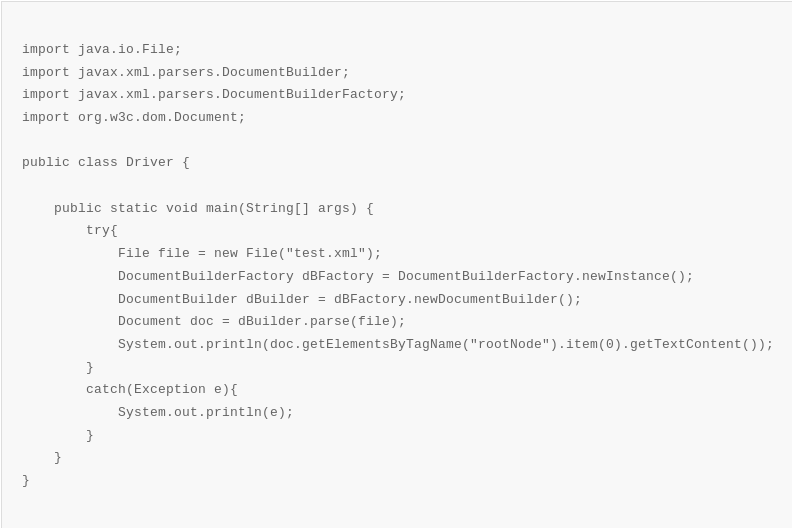 import java.io.File;
import javax.xml.parsers.DocumentBuilder;
import javax.xml.parsers.DocumentBuilderFactory;
import org.w3c.dom.Document;

public class Driver {

    public static void main(String[] args) {
        try{
            File file = new File("test.xml");
            DocumentBuilderFactory dBFactory = DocumentBuilderFactory.newInstance();
            DocumentBuilder dBuilder = dBFactory.newDocumentBuilder();
            Document doc = dBuilder.parse(file);
            System.out.println(doc.getElementsByTagName("rootNode").item(0).getTextContent());
        }
        catch(Exception e){
            System.out.println(e);
        }
    }
}